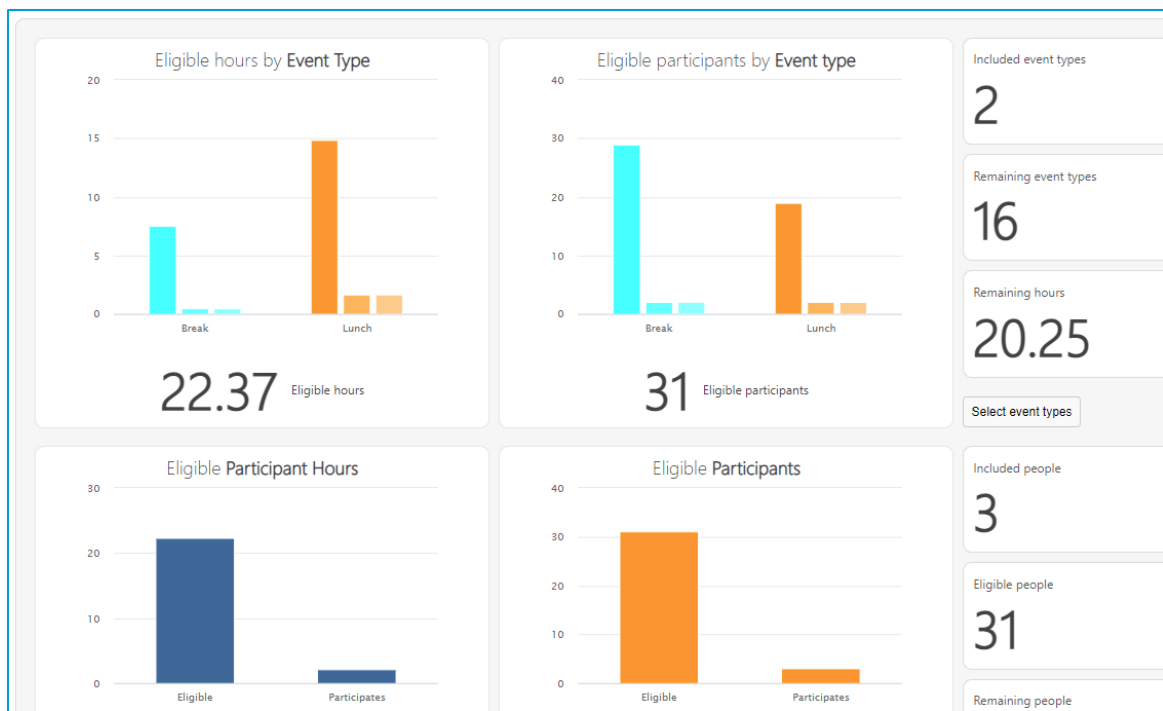 Eligible hours by Event Type
20
15
10
5
0
Break
Lunch
22.37 Eligible hours
Eligible participants by Event type
40
30
20
10
0
Break
Lunch
31 Eligible participants
Included event types
2
Remaining event types
16
Remaining hours
20.25
Select event types
Eligible Participant Hours
30
20
10
0
Eligible
Participates
Eligible Participants
40
30
20
10
0
Eligible
Participates
Included people
3
Eligible people
31
Remaining people